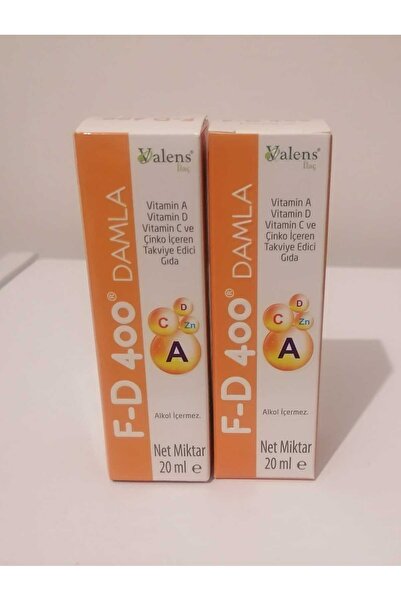 Valens®
İlaç
Vitamin A
Vitamin D
Vitamin C ve
Çinko İçeren
Takviye Edici
Gıda
D
C
Zn
A
Alkol İçermez.
Net Miktar
20 ml ℮
F-D 400® DAMLA
Valens®
İlaç
Vitamin A
Vitamin D
Vitamin C ve
Çinko İçeren
Takviye Edici
Gıda
D
C
Zn
A
Alkol İçermez.
Net Miktar
20 ml ℮
F-D 400® DAMLA